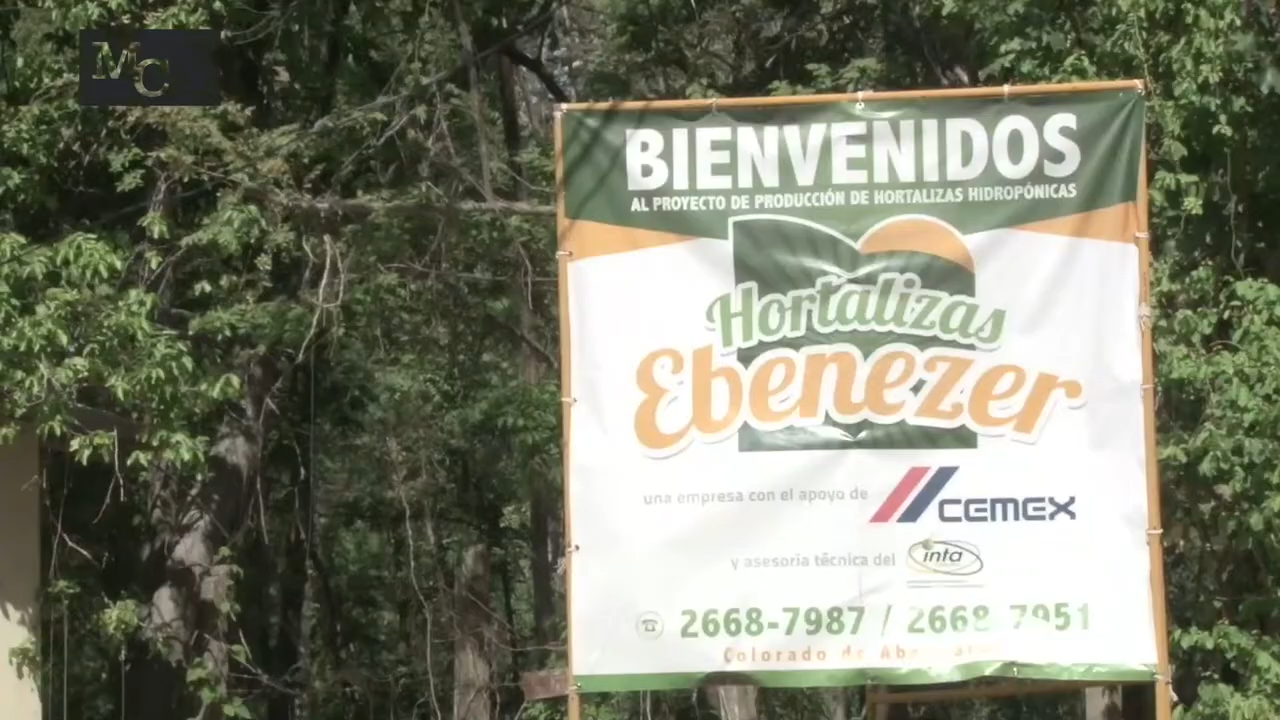 MC
BIENVENIDOS
AL PROYECTO DE PRODUCCIÓN DE HORTALIZAS HIDROPÓNICAS
Hortalizas
Ebenezer
una empresa con el apoyo de CEMEX
y asesoría técnica del inta
2668-7987 / 2668 7951
Colorado de